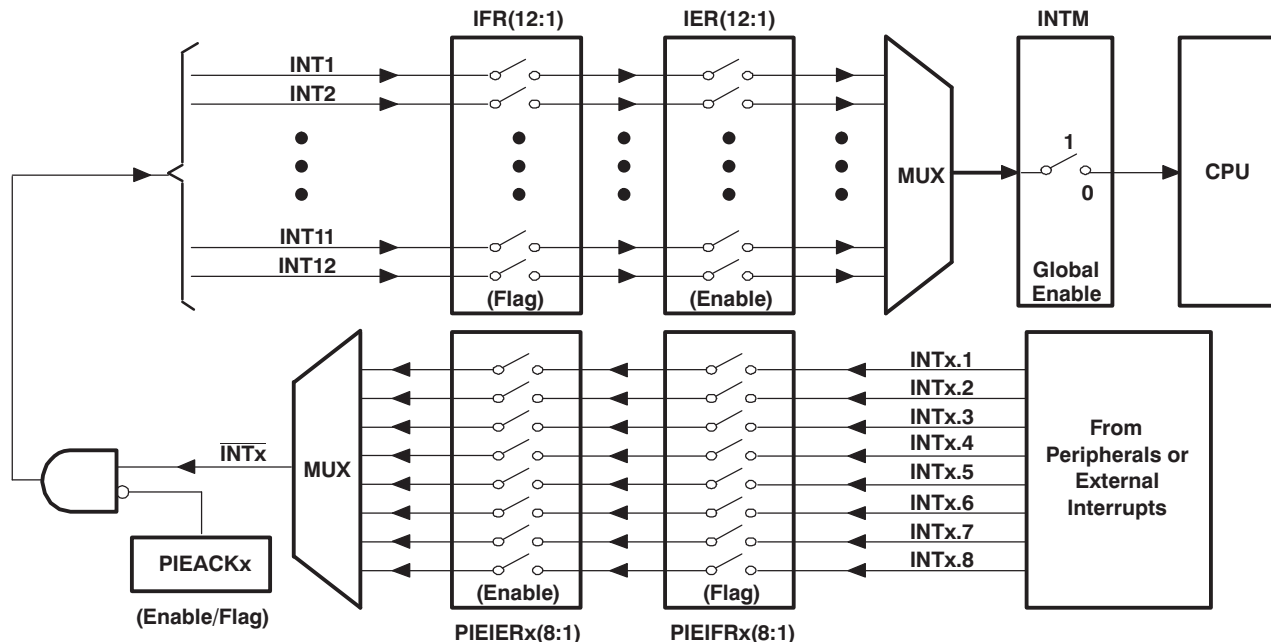 IFR(12:1)
IER(12:1)
INTM
INT1
INT2
1
MUX
CPU
0
INT11
INT12
Global
Enable
(Flag)
(Enable)
INTx.1
INTx.2
INTx.3
INTx.4
INTx.5
INTx.6
INTx.7
INTx.8
From
Peripherals or
External
Interrupts
INTx
MUX
PIEACKx
(Enable/Flag)
(Enable)
(Flag)
PIEIERx(8:1)
PIEIFRx(8:1)